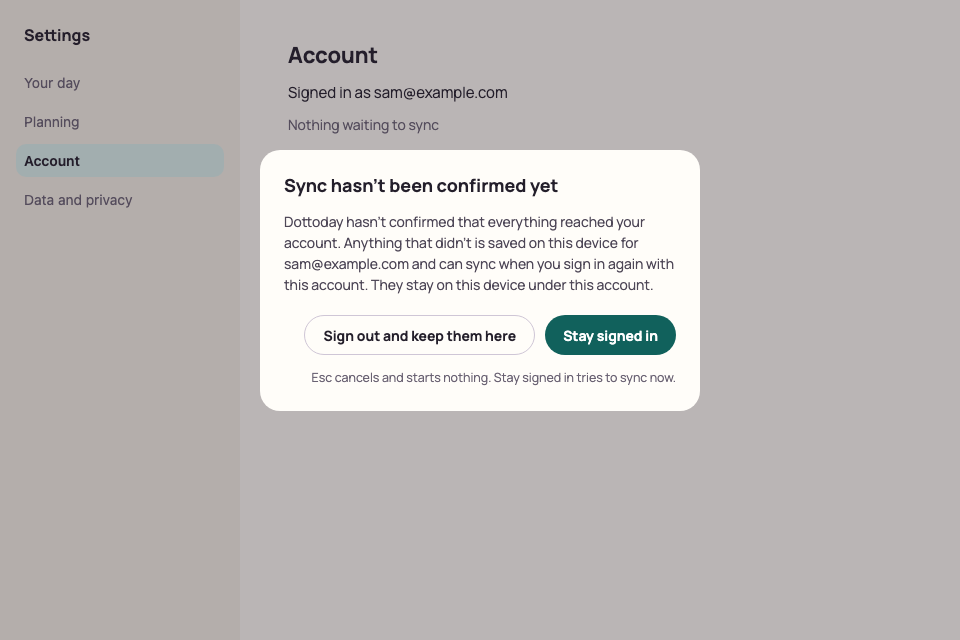 Settings
Your day
Planning
Account
Data and privacy
Account
Signed in as sam@example.com
Nothing waiting to sync
Sync hasn’t been confirmed yet
Dottoday hasn’t confirmed that everything reached your
account. Anything that didn’t is saved on this device for
sam@example.com and can sync when you sign in again with
this account. They stay on this device under this account.
Sign out and keep them here
Stay signed in
Esc cancels and starts nothing. Stay signed in tries to sync now.